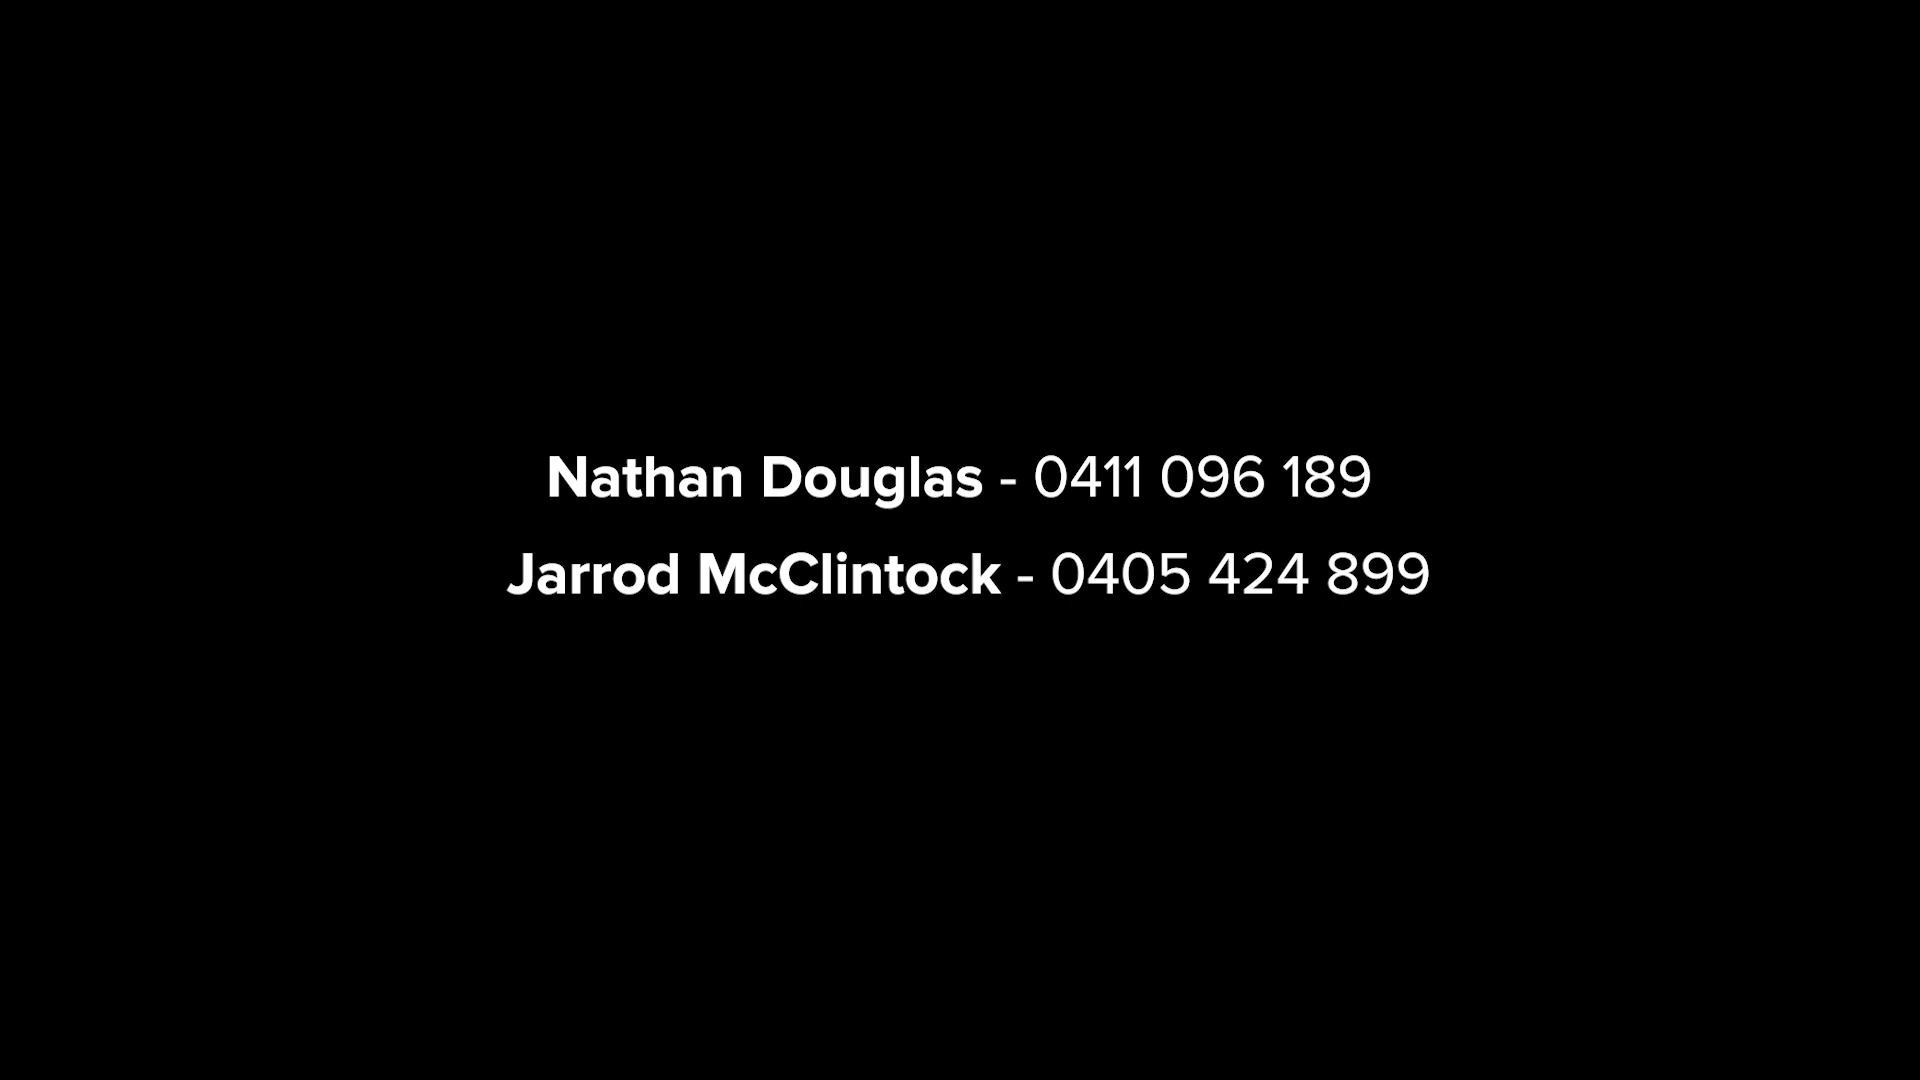 Nathan Douglas - 0411 096 189
Jarrod McClintock - 0405 424 899